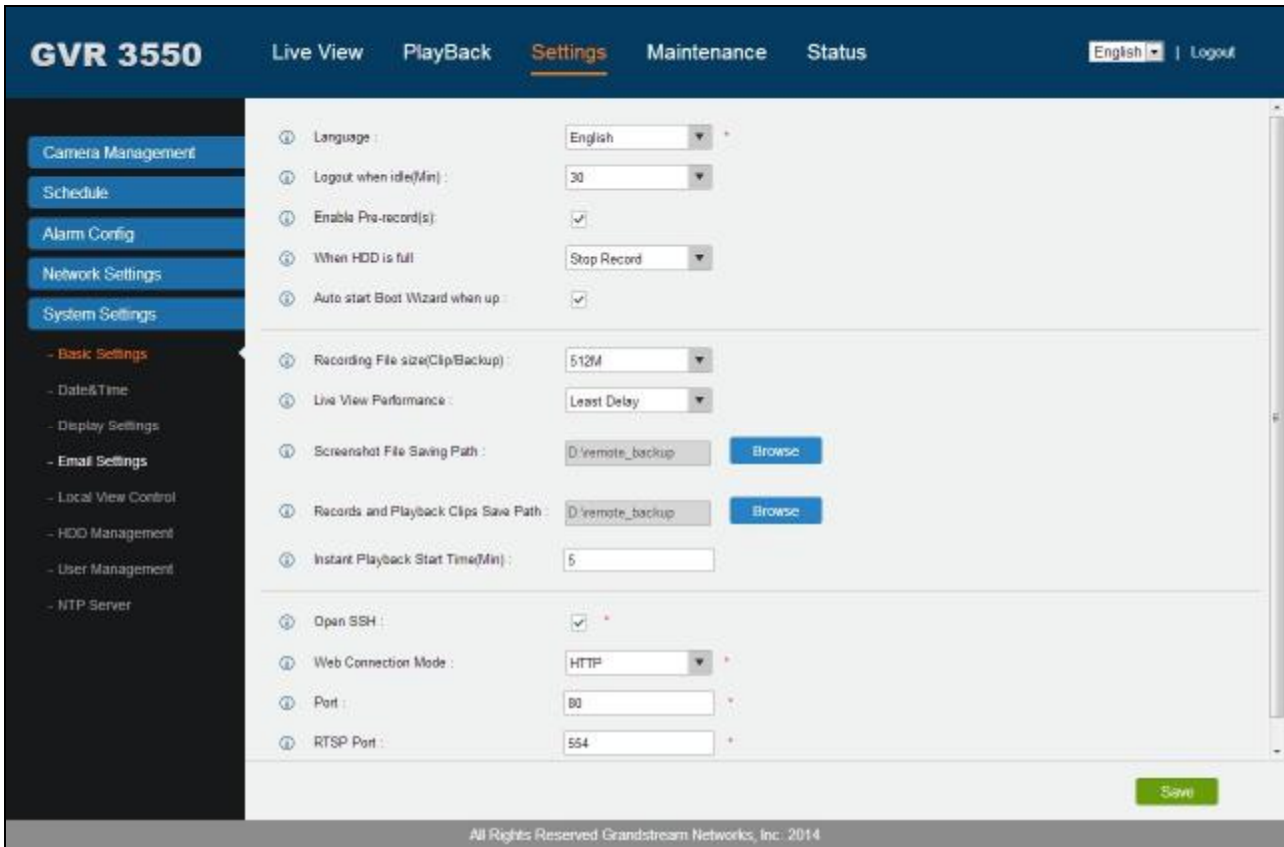 GVR 3550
Live View
PlayBack
Settings
Maintenance
Status
English | Logout
Camera Management
Schedule
Alarm Config
Network Settings
System Settings
- Basic Settings
- Date&Time
- Display Settings
- Email Settings
- Local View Control
- HDD Management
- User Management
- NTP Server
Language : English *
Logout when idle(Min) : 30
Enable Pre-record(s):
When HDD is full Stop Record
Auto start Boot Wizard when up :
Recording File size(Clip/Backup) : 512M
Live View Performance : Least Delay
Screenshot File Saving Path : D:\remote_backup Browse
Records and Playback Clips Save Path : D:\remote_backup Browse
Instant Playback Start Time(Min) : 5
Open SSH : *
Web Connection Mode : HTTP *
Port : 80 *
RTSP Port : 554 *
Save
All Rights Reserved Grandstream Networks, Inc. 2014